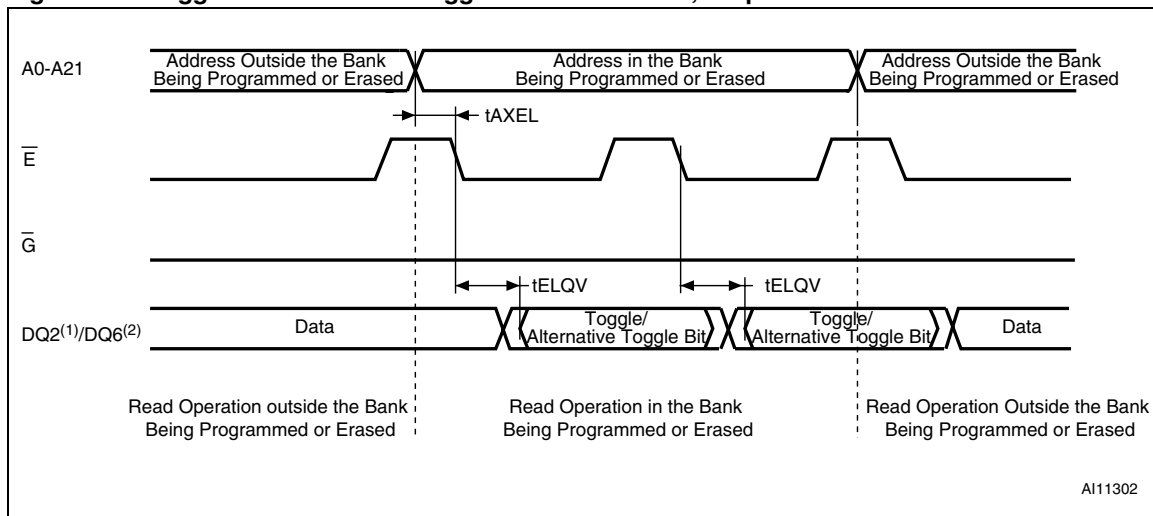 A0-A21
Address Outside the Bank
Being Programmed or Erased
Address in the Bank
Being Programmed or Erased
Address Outside the Bank
Being Programmed or Erased
tAXEL
E
G
tELQV
tELQV
DQ2(1)/DQ6(2)
Data
Toggle/
Alternative Toggle Bit
Toggle/
Alternative Toggle Bit
Data
Read Operation outside the Bank
Being Programmed or Erased
Read Operation in the Bank
Being Programmed or Erased
Read Operation Outside the Bank
Being Programmed or Erased
AI11302